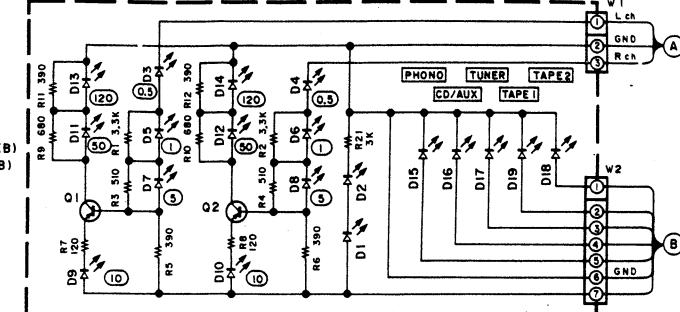 W1
① L ch
② GND
③ R ch
A
D13
390
R11
120
D3
0.5
D14
390
R12
120
D4
0.5
PHONO
TUNER
TAPE2
CD/AUX
TAPE1
680
R9
D11
50
3.3K
R1
D5
1
680
R10
D12
50
3.3K
R2
D6
1
R21
3K
B)
B)
510
R3
D7
5
510
R4
D8
5
D2
D15
D16
D17
D19
D18
W2
Q1
Q2
①
②
③
④
⑤
⑥ GND
⑦
B
R7
120
390
R5
R8
120
390
R6
D1
D9
10
D10
10